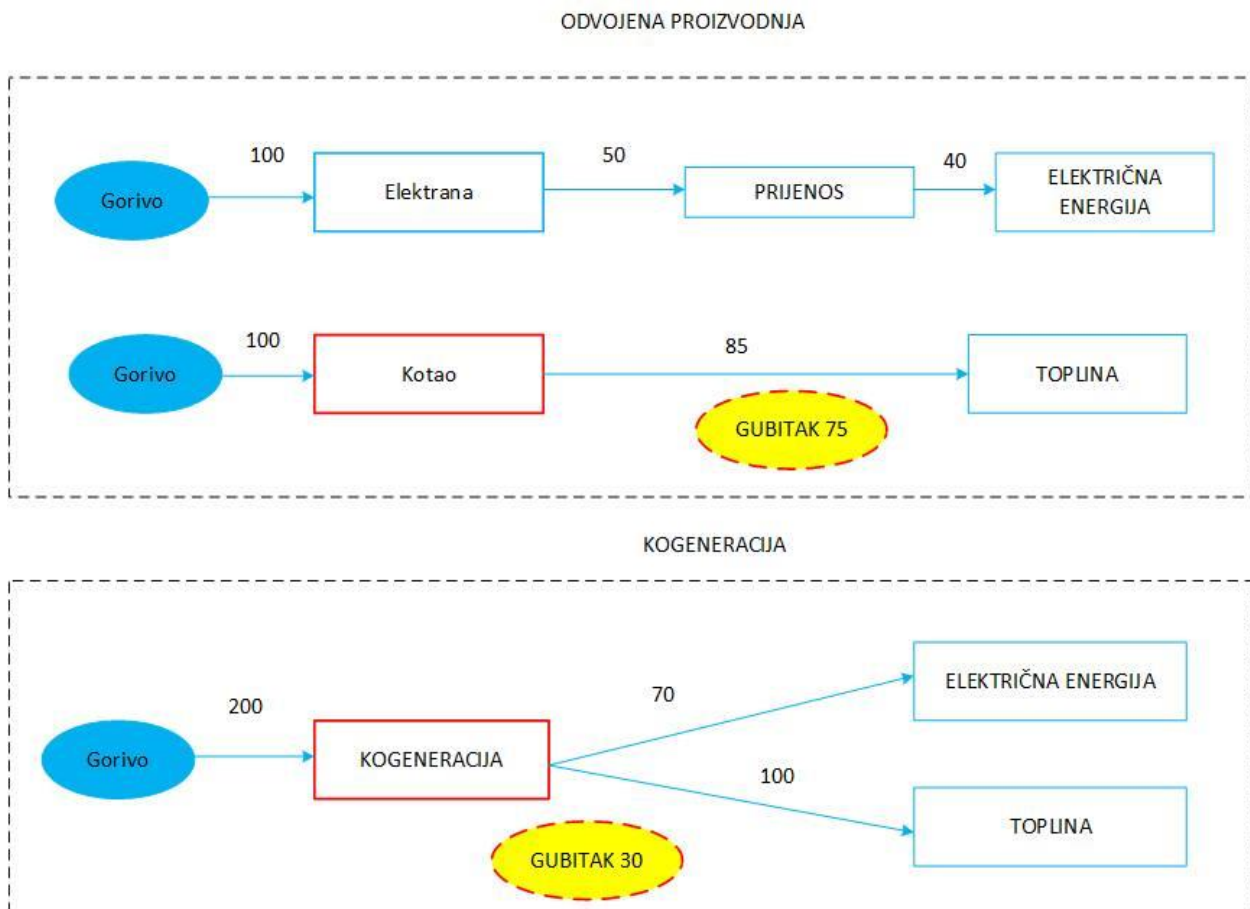 ODVOJENA PROIZVODNJA
100
50
40
Gorivo
Elektrana
PRIJENOS
ELEKTRIČNA
ENERGIJA
100
85
Gorivo
Kotao
TOPLINA
GUBITAK 75
KOGENERACIJA
200
70
ELEKTRIČNA ENERGIJA
Gorivo
KOGENERACIJA
100
TOPLINA
GUBITAK 30